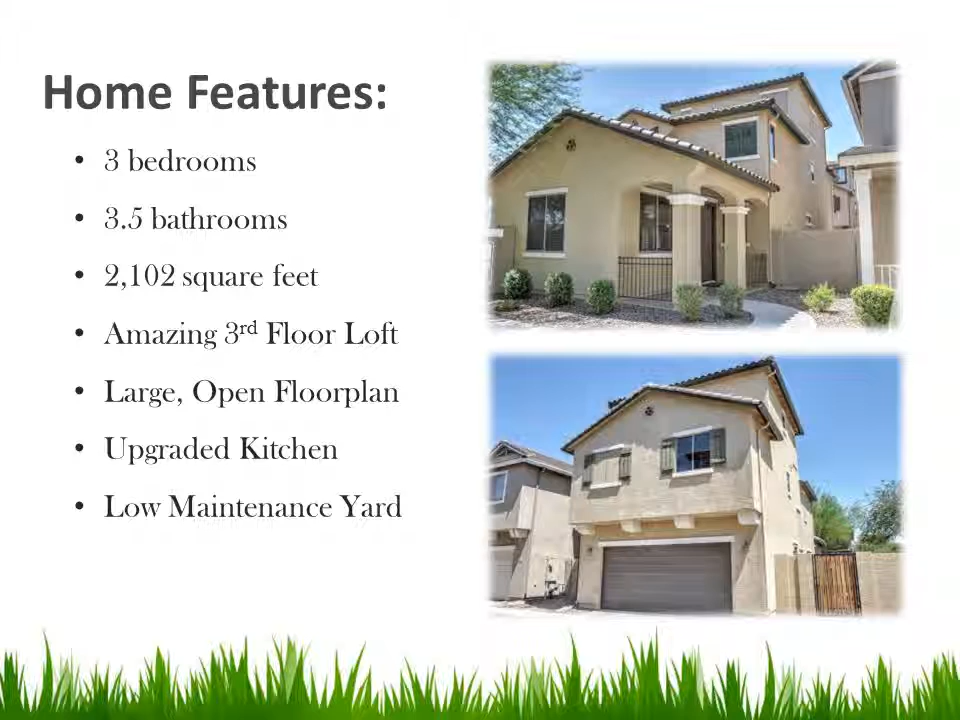 Home Features:
• 3 bedrooms
• 3.5 bathrooms
• 2,102 square feet
• Amazing 3rd Floor Loft
• Large, Open Floorplan
• Upgraded Kitchen
• Low Maintenance Yard